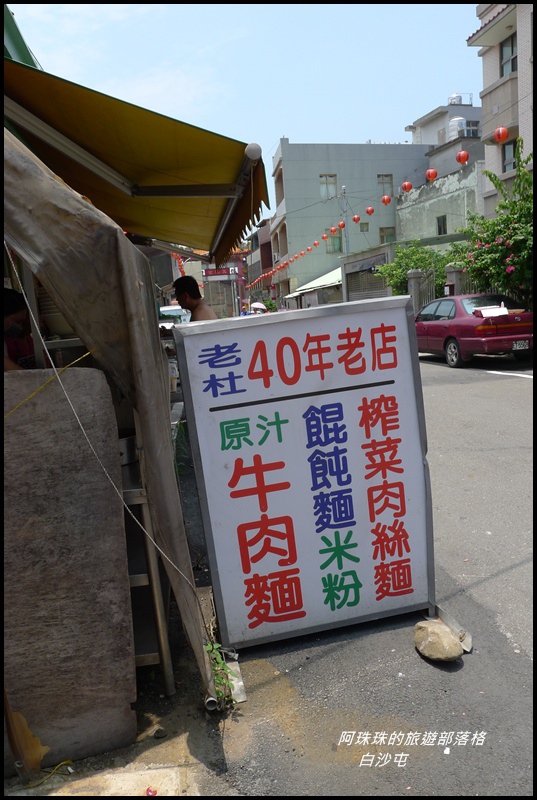 老杜
40年老店
榨菜肉絲麵
餛飩麵米粉
原汁
牛肉麵
阿珠珠的旅遊部落格
白沙屯